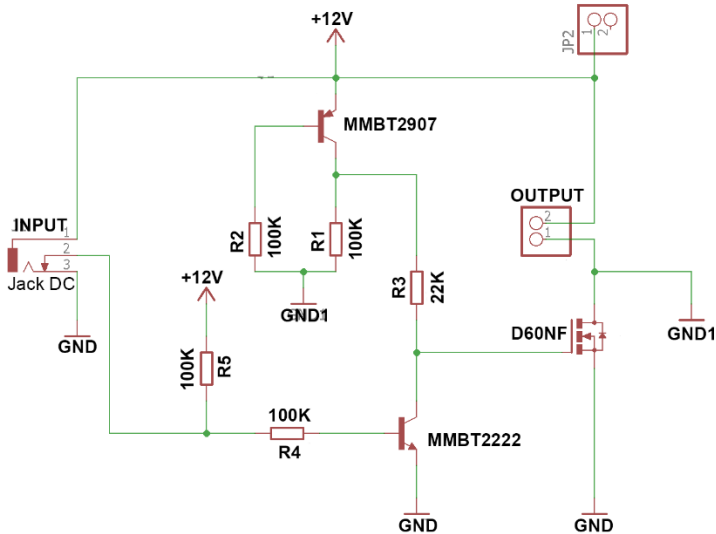 +12V
JP2
1
2
MMBT2907
OUTPUT
2
1
INPUT
1
2
3
Jack DC
R2
100K
R1
100K
R3
22K
+12V
GND1
GND
D60NF
GND1
100K
R5
100K
R4
MMBT2222
GND
GND